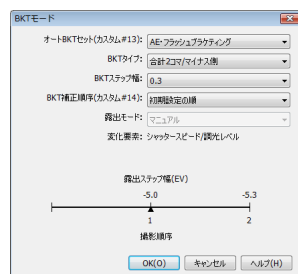 BKTモード
オートBKTセット(カスタム#13): AE・フラッシュブラケティング
BKTタイプ: 合計2コマ/マイナス側
BKTステップ幅: 0.3
BKT補正順序(カスタム#14): 初期設定の順
露出モード: マニュアル
変化要素: シャッタースピード/調光レベル
露出ステップ幅(EV)
-5.0 -5.3
1 2
撮影順序
OK(O) キャンセル ヘルプ(H)